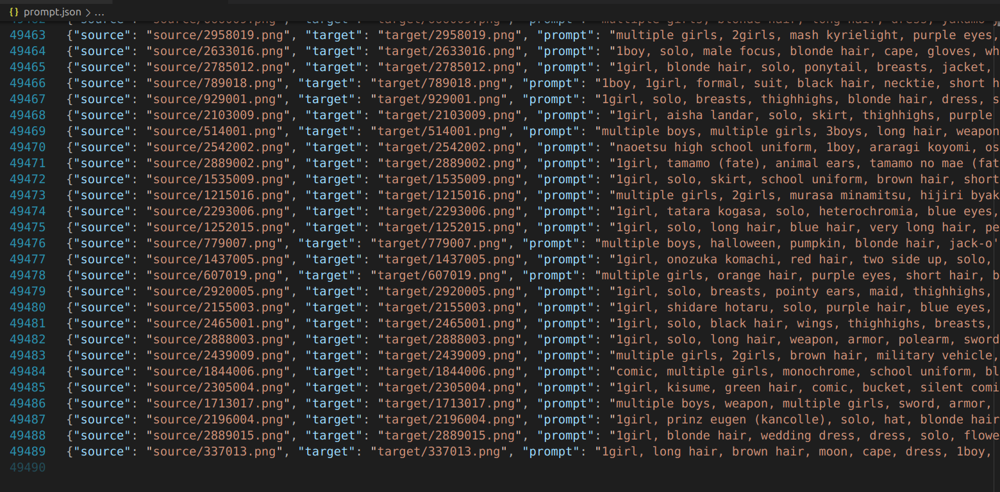 {} prompt.json > ...
49463 {"source": "source/2958019.png", "target": "target/2958019.png", "prompt": "multiple girls, 2girls, mash kyrielight, purple eyes,
49464 {"source": "source/2633016.png", "target": "target/2633016.png", "prompt": "1boy, solo, male focus, blonde hair, cape, gloves, wh
49465 {"source": "source/2785012.png", "target": "target/2785012.png", "prompt": "1girl, blonde hair, solo, ponytail, breasts, jacket,
49466 {"source": "source/789018.png", "target": "target/789018.png", "prompt": "1boy, 1girl, formal, suit, black hair, necktie, short h
49467 {"source": "source/929001.png", "target": "target/929001.png", "prompt": "1girl, solo, breasts, thighhighs, blonde hair, dress, s
49468 {"source": "source/2103009.png", "target": "target/2103009.png", "prompt": "1girl, aisha landar, solo, skirt, thighhighs, purple
49469 {"source": "source/514001.png", "target": "target/514001.png", "prompt": "multiple boys, multiple girls, 3boys, long hair, weapon
49470 {"source": "source/2542002.png", "target": "target/2542002.png", "prompt": "naoetsu high school uniform, 1boy, araragi koyomi, os
49471 {"source": "source/2889002.png", "target": "target/2889002.png", "prompt": "1girl, tamamo (fate), animal ears, tamamo no mae (fat
49472 {"source": "source/1535009.png", "target": "target/1535009.png", "prompt": "1girl, solo, skirt, school uniform, brown hair, short
49473 {"source": "source/1215016.png", "target": "target/1215016.png", "prompt": "multiple girls, 2girls, murasa minamitsu, hijiri byak
49474 {"source": "source/2293006.png", "target": "target/2293006.png", "prompt": "1girl, tatara kogasa, solo, heterochromia, blue eyes,
49475 {"source": "source/1252015.png", "target": "target/1252015.png", "prompt": "1girl, solo, long hair, blue hair, very long hair, pe
49476 {"source": "source/779007.png", "target": "target/779007.png", "prompt": "multiple boys, halloween, pumpkin, blonde hair, jack-o'
49477 {"source": "source/1437005.png", "target": "target/1437005.png", "prompt": "1girl, onozuka komachi, red hair, two side up, solo,
49478 {"source": "source/607019.png", "target": "target/607019.png", "prompt": "multiple girls, orange hair, purple eyes, short hair, b
49479 {"source": "source/2920005.png", "target": "target/2920005.png", "prompt": "1girl, solo, breasts, pointy ears, maid, thighhighs,
49480 {"source": "source/2155003.png", "target": "target/2155003.png", "prompt": "1girl, shidare hotaru, solo, purple hair, blue eyes,
49481 {"source": "source/2465001.png", "target": "target/2465001.png", "prompt": "1girl, solo, black hair, wings, thighhighs, breasts,
49482 {"source": "source/2888003.png", "target": "target/2888003.png", "prompt": "1girl, solo, long hair, weapon, armor, polearm, sword
49483 {"source": "source/2439009.png", "target": "target/2439009.png", "prompt": "multiple girls, 2girls, brown hair, military vehicle,
49484 {"source": "source/1844006.png", "target": "target/1844006.png", "prompt": "comic, multiple girls, monochrome, school uniform, bl
49485 {"source": "source/2305004.png", "target": "target/2305004.png", "prompt": "1girl, kisume, green hair, comic, bucket, silent comi
49486 {"source": "source/1713017.png", "target": "target/1713017.png", "prompt": "multiple boys, weapon, multiple girls, sword, armor,
49487 {"source": "source/2196004.png", "target": "target/2196004.png", "prompt": "1girl, prinz eugen (kancolle), solo, hat, blonde hair
49488 {"source": "source/2889015.png", "target": "target/2889015.png", "prompt": "1girl, blonde hair, wedding dress, dress, solo, flowe
49489 {"source": "source/337013.png", "target": "target/337013.png", "prompt": "1girl, long hair, brown hair, moon, cape, dress, 1boy,
49490